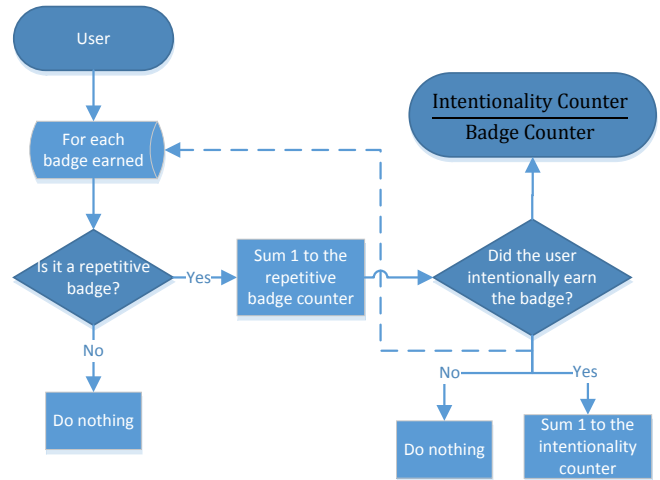 User
For each
badge earned
Is it a repetitive
badge?
Yes
Sum 1 to the
repetitive
badge counter
Did the user
intentionally earn
the badge?
Intentionality Counter
Badge Counter
No
Do nothing
No
Do nothing
Yes
Sum 1 to the
intentionality
counter